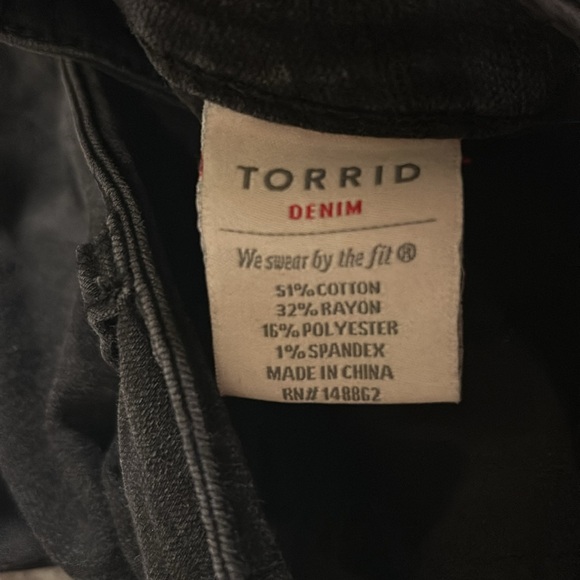 TORRID
DENIM
We swear by the fit®
51% COTTON
32% RAYON
16% POLYESTER
1% SPANDEX
MADE IN CHINA
RN# 148862